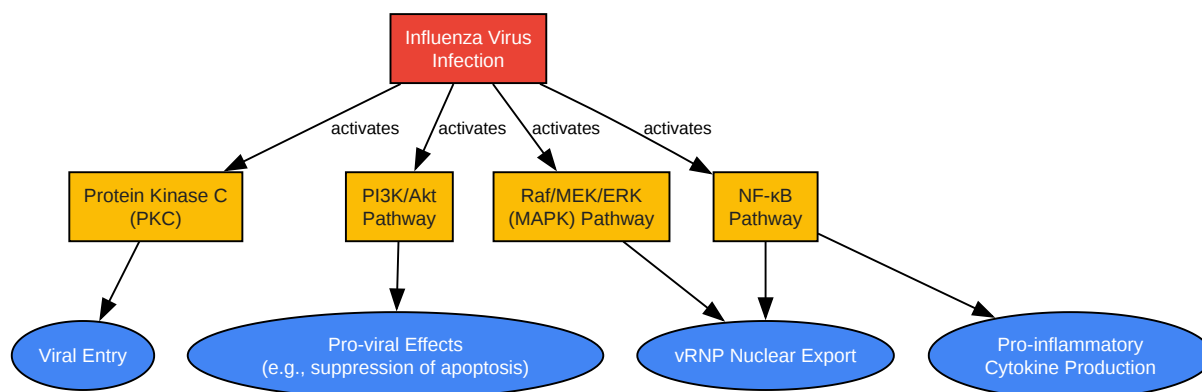 Influenza Virus
Infection
activates
activates
activates
activates
Protein Kinase C
(PKC)
PI3K/Akt
Pathway
Raf/MEK/ERK
(MAPK) Pathway
NF-κB
Pathway
Viral Entry
Pro-viral Effects
(e.g., suppression of apoptosis)
vRNP Nuclear Export
Pro-inflammatory
Cytokine Production